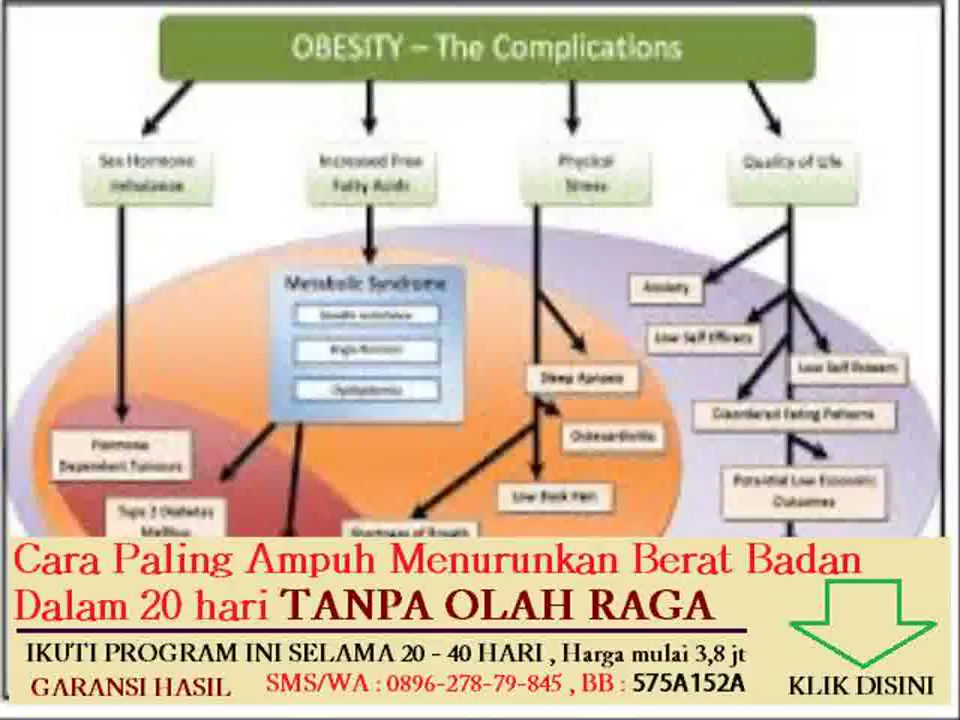 OBESITY – The Complications
Sex Hormone
Imbalance
Increased Free
Fatty Acids
Physical
Stress
Quality of Life
Metabolic Syndrome
Anxiety
Low Self Efficacy
Low Self Esteem
Sleep Apnoea
Disordered Eating Patterns
Osteoarthritis
Hormone
Dependent Tumours
Low Back Pain
Potential Low Economic
Outcomes
Type 2 Diabetes
Mellitus
Shortness of Breath
Cara Paling Ampuh Menurunkan Berat Badan
Dalam 20 hari TANPA OLAH RAGA
IKUTI PROGRAM INI SELAMA 20 - 40 HARI , Harga mulai 3,8 jt
GARANSI HASIL SMS/WA : 0896-278-79-845 , BB : 575A152A
KLIK DISINI